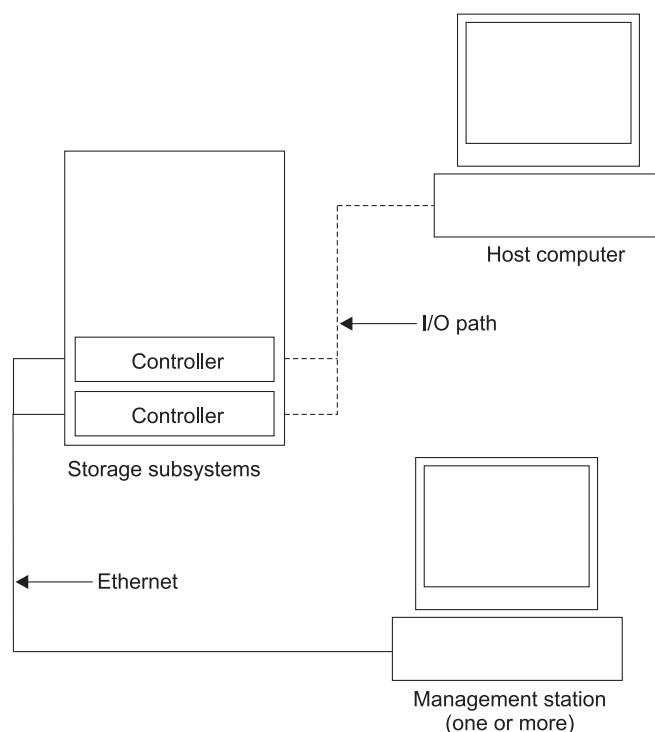 Host computer
I/O path
Controller
Controller
Storage subsystems
Ethernet
Management station
(one or more)